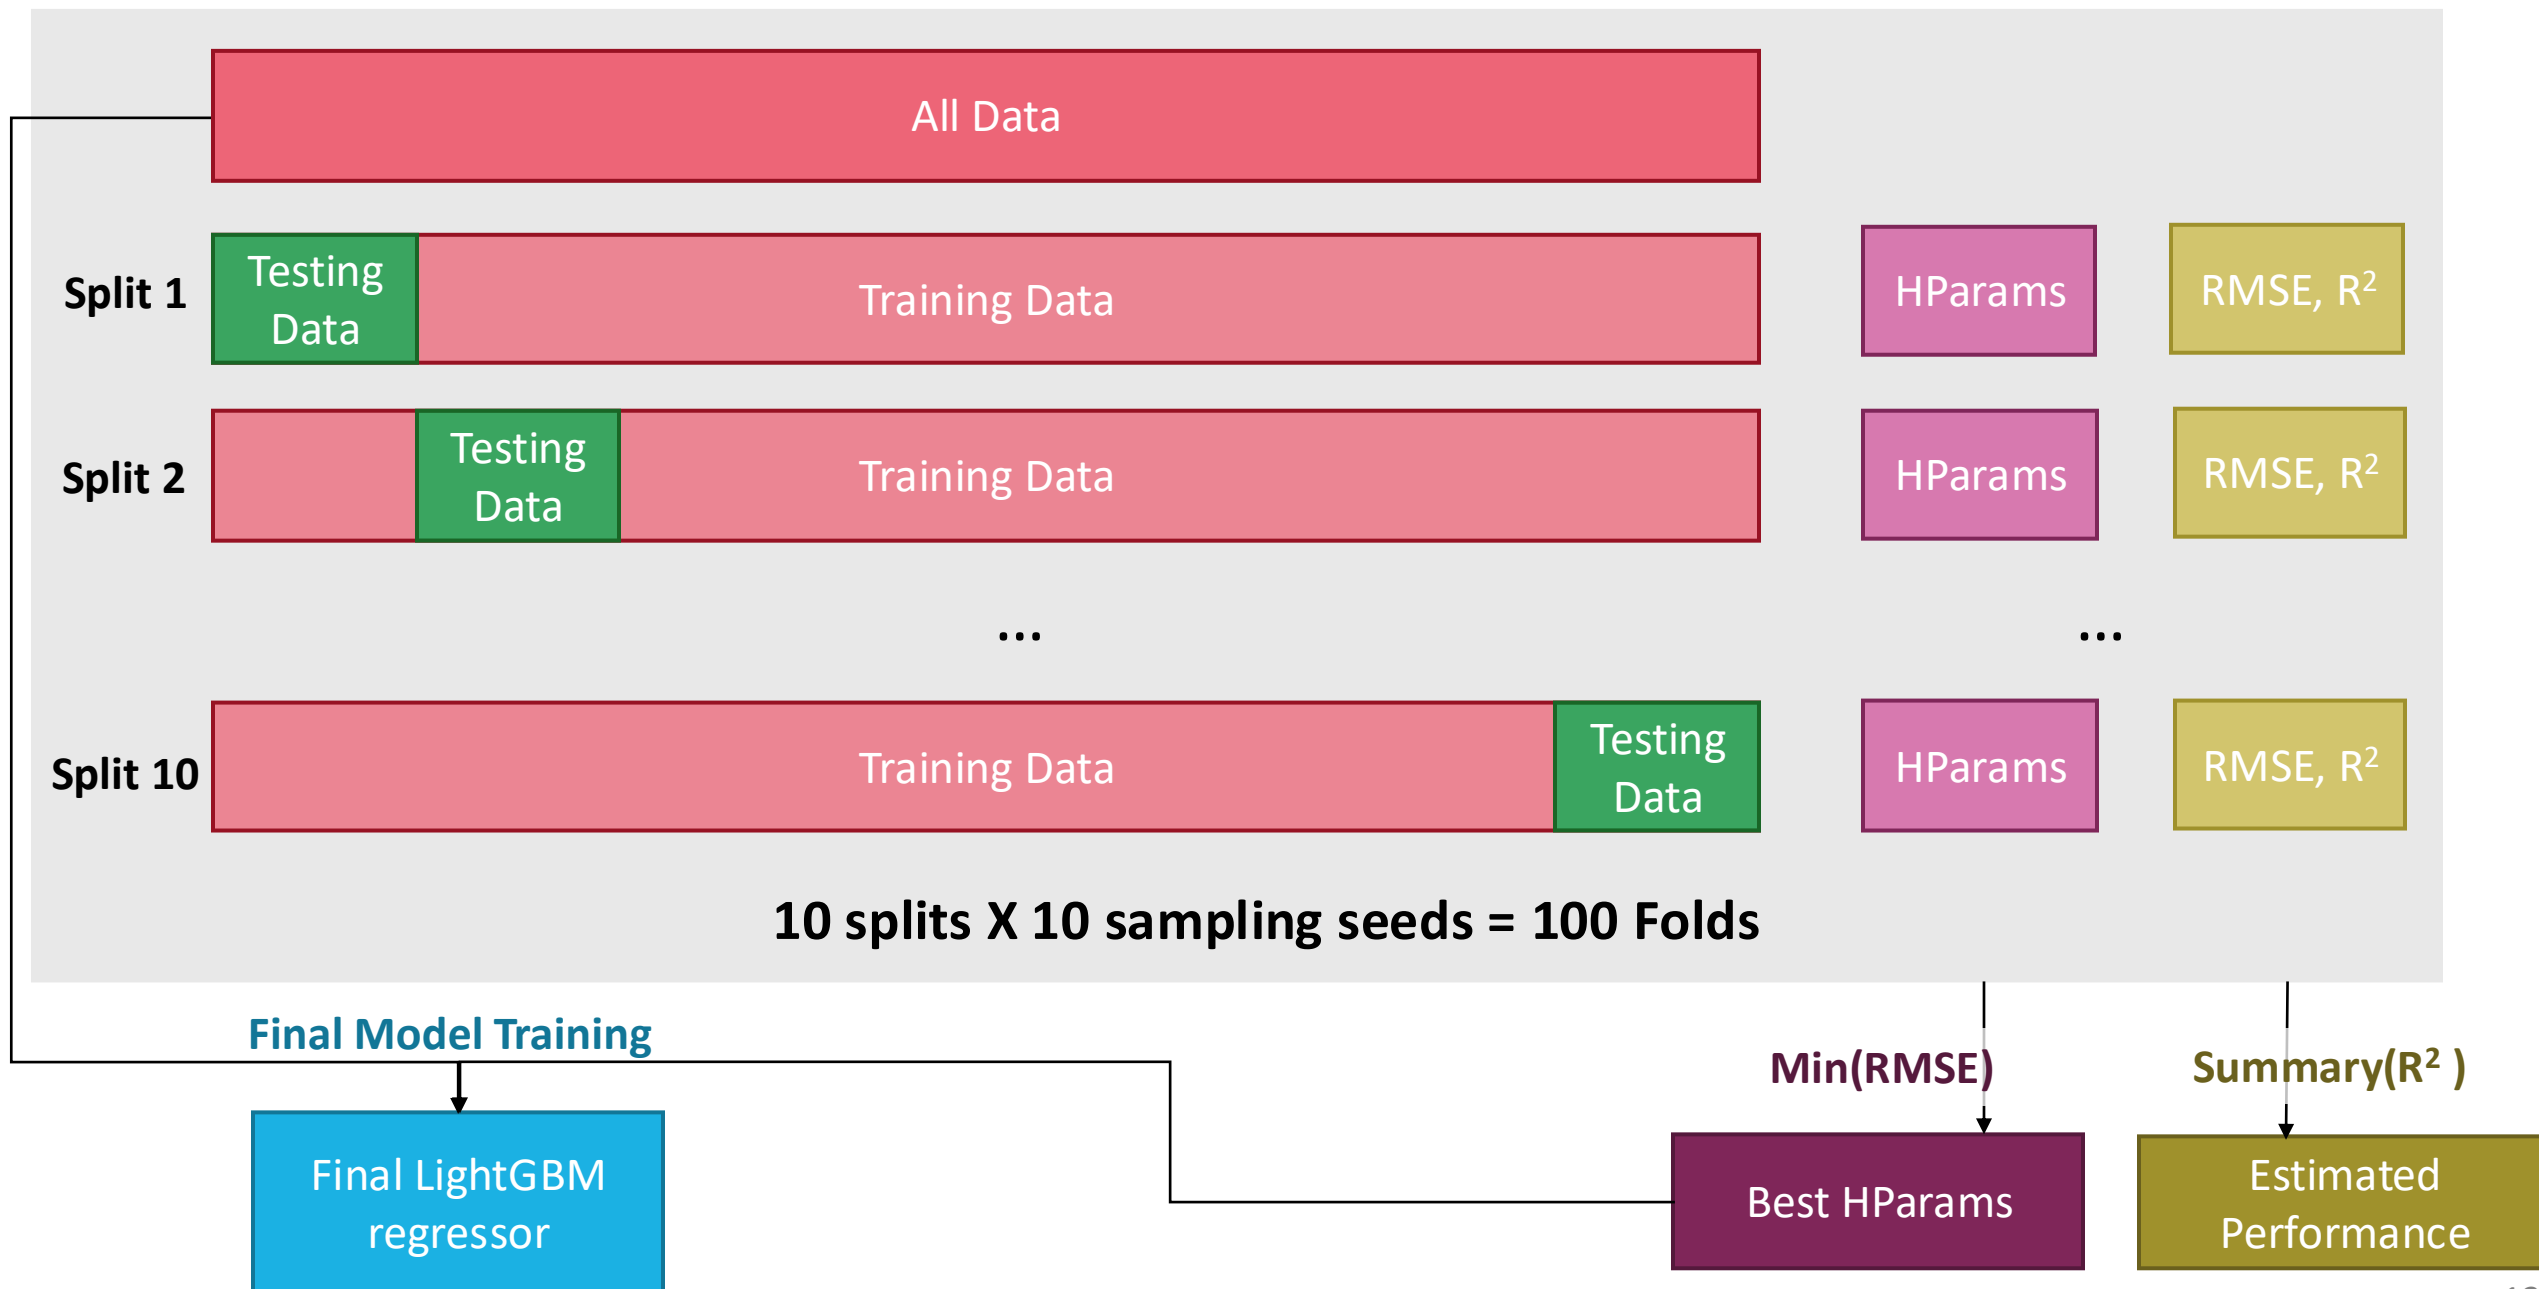 All Data
Split 1
Testing
Data
Training Data
HParams
RMSE, R²
Split 2
Testing
Data
Training Data
HParams
RMSE, R²
...
...
Split 10
Training Data
Testing
Data
HParams
RMSE, R²
10 splits X 10 sampling seeds = 100 Folds
Final Model Training
Min(RMSE)
Summary(R² )
Final LightGBM
regressor
Best HParams
Estimated
Performance